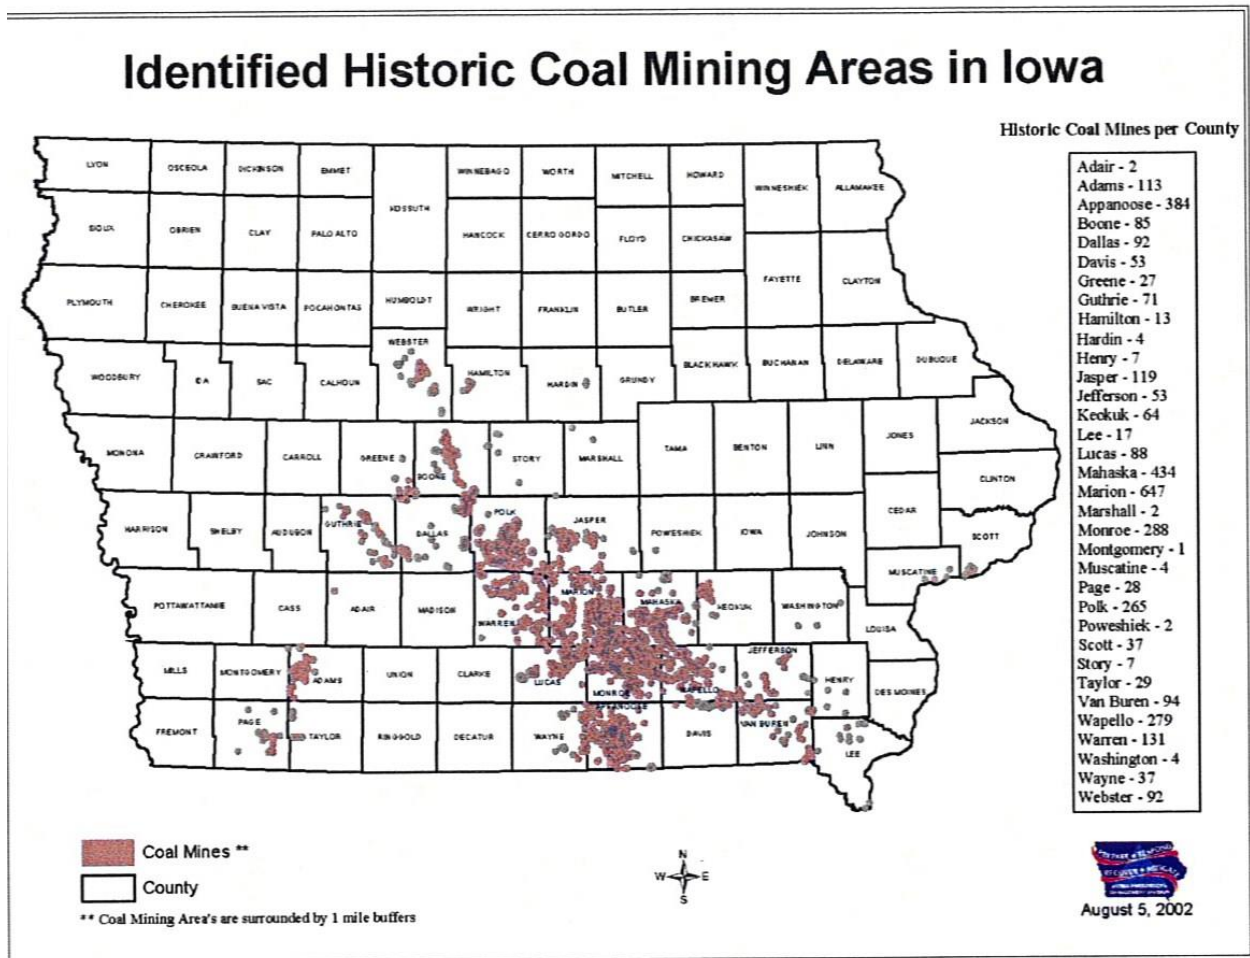 Identified Historic Coal Mining Areas in Iowa
Historic Coal Mines per County
Adair - 2
Adams - 113
Appanoose - 384
Boone - 85
Dallas - 92
Davis - 53
Greene - 27
Guthrie - 71
Hamilton - 13
Hardin - 4
Henry - 7
Jasper - 119
Jefferson - 53
Keokuk - 64
Lee - 17
Lucas - 88
Mahaska - 434
Marion - 647
Marshall - 2
Monroe - 288
Montgomery - 1
Muscatine - 4
Page - 28
Polk - 265
Poweshiek - 2
Scott - 37
Story - 7
Taylor - 29
Van Buren - 94
Wapello - 279
Warren - 131
Washington - 4
Wayne - 37
Webster - 92
LYON
OSCEOLA
DICKINSON
EMMET
KOSSUTH
WINNEBAGO
WORTH
MITCHELL
HOWARD
WINNESHIEK
ALLAMAKEE
SIOUX
OBRIEN
CLAY
PALO ALTO
HANCOCK
CERRO GORDO
FLOYD
CHICKASAW
FAYETTE
CLAYTON
PLYMOUTH
CHEROKEE
BUENA VISTA
POCAHONTAS
HUMBOLDT
WRIGHT
FRANKLIN
BUTLER
BREMER
WEBSTER
WOODBURY
IDA
SAC
CALHOUN
HAMILTON
HARDIN
GRUNDY
BLACK HAWK
BUCHANAN
DELAWARE
DUBUQUE
MONONA
CRAWFORD
CARROLL
GREENE
BOONE
STORY
MARSHALL
TAMA
BENTON
LINN
JONES
JACKSON
CLINTON
HARRISON
SHELBY
AUDUBON
GUTHRIE
DALLAS
POLK
JASPER
POWESHIEK
IOWA
JOHNSON
CEDAR
SCOTT
MUSCATINE
POTTAWATTAMIE
CASS
ADAIR
MADISON
WARREN
MARION
MAHASKA
KEOKUK
WASHINGTON
LOUISA
MILLS
MONTGOMERY
ADAMS
UNION
CLARKE
LUCAS
MONROE
WAPELLO
JEFFERSON
HENRY
DES MOINES
FREMONT
PAGE
TAYLOR
RINGGOLD
DECATUR
WAYNE
APPANOOSE
DAVIS
VAN BUREN
LEE
Coal Mines **
County
** Coal Mining Area's are surrounded by 1 mile buffers
N
W
E
S
August 5, 2002